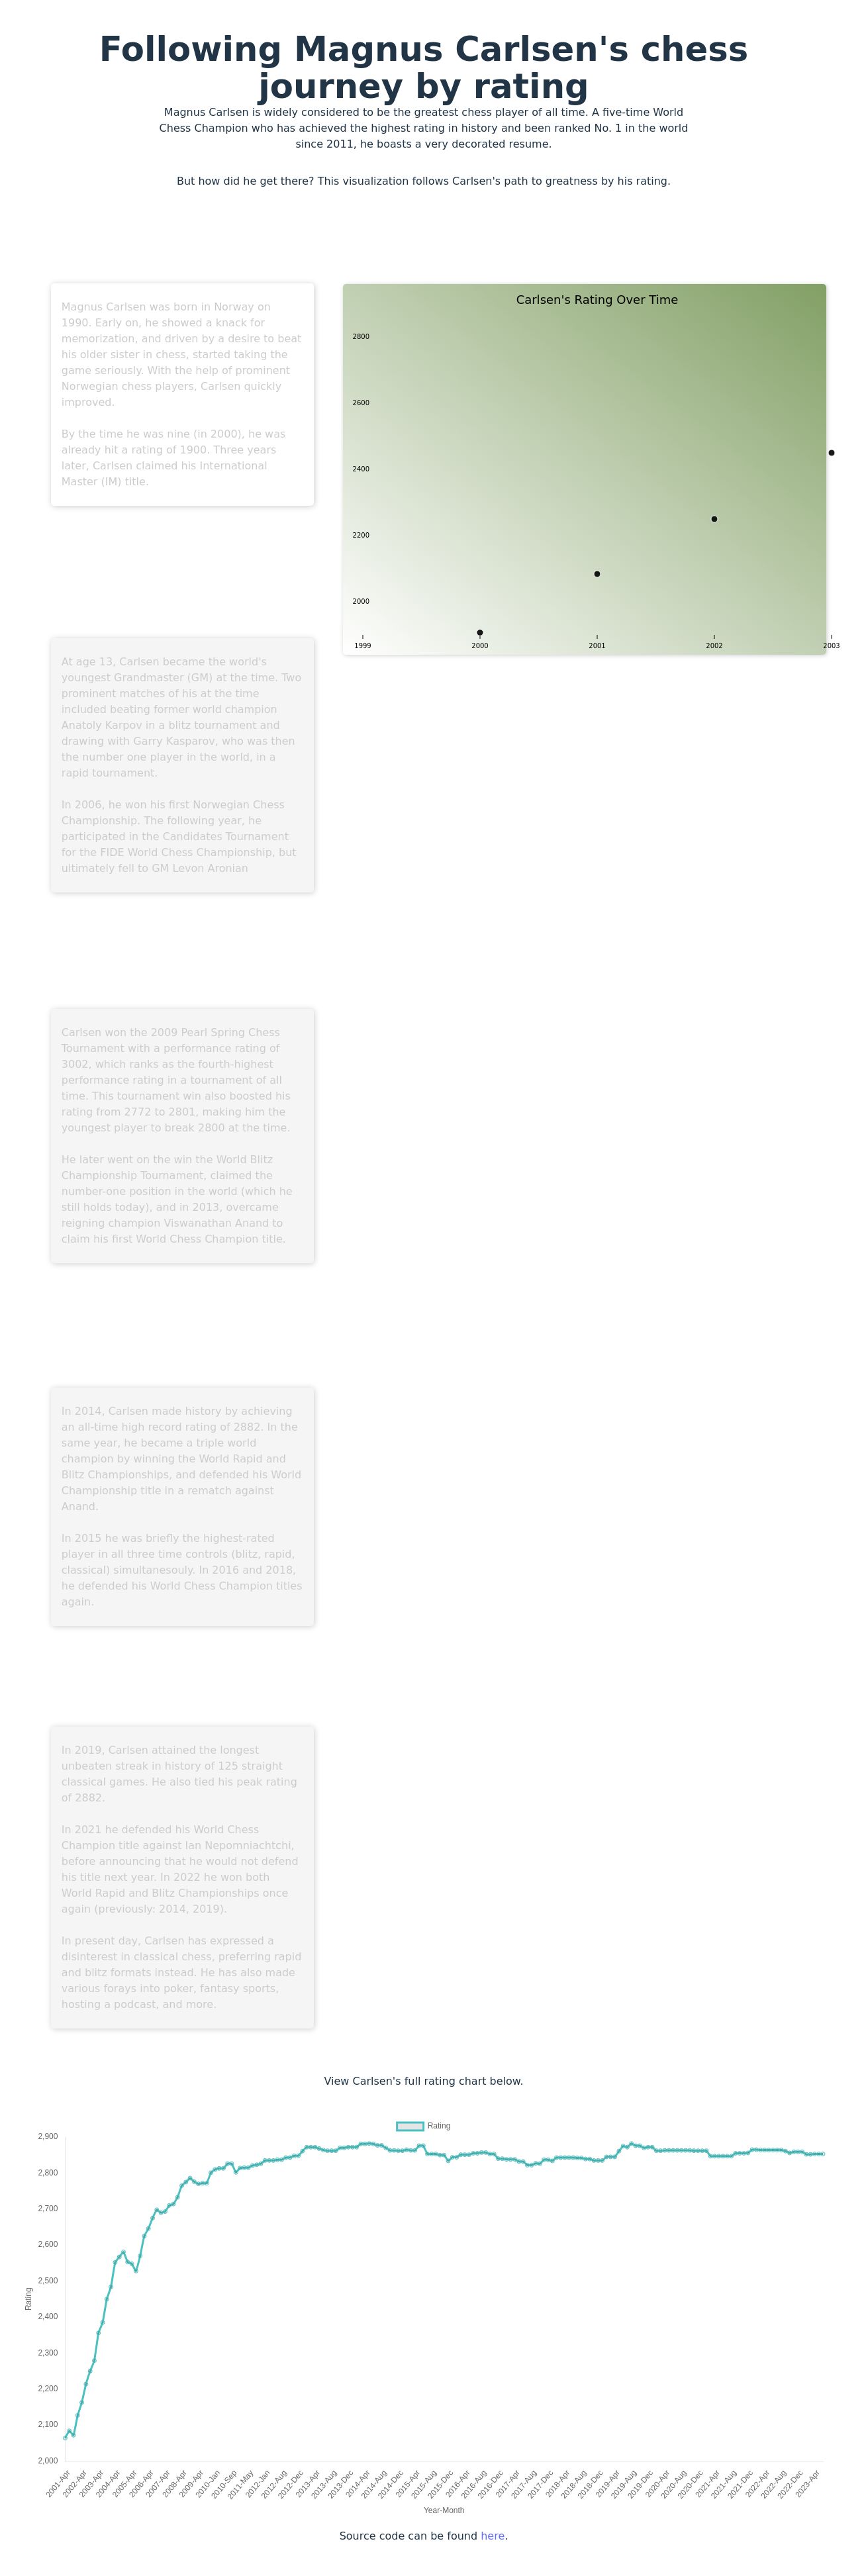 Following Magnus Carlsen's chess
journey by rating
Magnus Carlsen is widely considered to be the greatest chess player of all time. A five-time World
Chess Champion who has achieved the highest rating in history and been ranked No. 1 in the world
since 2011, he boasts a very decorated resume.
But how did he get there? This visualization follows Carlsen's path to greatness by his rating.
Magnus Carlsen was born in Norway on
1990. Early on, he showed a knack for
memorization, and driven by a desire to beat
his older sister in chess, started taking the
game seriously. With the help of prominent
Norwegian chess players, Carlsen quickly
improved.
By the time he was nine (in 2000), he was
already hit a rating of 1900. Three years
later, Carlsen claimed his International
Master (IM) title.
Carlsen's Rating Over Time
2800
2600
2400
2200
2000
1999
2000
2001
2002
2003
At age 13, Carlsen became the world's
youngest Grandmaster (GM) at the time. Two
prominent matches of his at the time
included beating former world champion
Anatoly Karpov in a blitz tournament and
drawing with Garry Kasparov, who was then
the number one player in the world, in a
rapid tournament.
In 2006, he won his first Norwegian Chess
Championship. The following year, he
participated in the Candidates Tournament
for the FIDE World Chess Championship, but
ultimately fell to GM Levon Aronian
Carlsen won the 2009 Pearl Spring Chess
Tournament with a performance rating of
3002, which ranks as the fourth-highest
performance rating in a tournament of all
time. This tournament win also boosted his
rating from 2772 to 2801, making him the
youngest player to break 2800 at the time.
He later went on the win the World Blitz
Championship Tournament, claimed the
number-one position in the world (which he
still holds today), and in 2013, overcame
reigning champion Viswanathan Anand to
claim his first World Chess Champion title.
In 2014, Carlsen made history by achieving
an all-time high record rating of 2882. In the
same year, he became a triple world
champion by winning the World Rapid and
Blitz Championships, and defended his World
Championship title in a rematch against
Anand.
In 2015 he was briefly the highest-rated
player in all three time controls (blitz, rapid,
classical) simultanesouly. In 2016 and 2018,
he defended his World Chess Champion titles
again.
In 2019, Carlsen attained the longest
unbeaten streak in history of 125 straight
classical games. He also tied his peak rating
of 2882.
In 2021 he defended his World Chess
Champion title against Ian Nepomniachtchi,
before announcing that he would not defend
his title next year. In 2022 he won both
World Rapid and Blitz Championships once
again (previously: 2014, 2019).
In present day, Carlsen has expressed a
disinterest in classical chess, preferring rapid
and blitz formats instead. He has also made
various forays into poker, fantasy sports,
hosting a podcast, and more.
View Carlsen's full rating chart below.
Rating
2,900
2,800
2,700
2,600
2,500
2,400
2,300
2,200
2,100
2,000
Rating
2001-Apr
2002-Apr
2003-Apr
2004-Apr
2005-Apr
2006-Apr
2007-Apr
2008-Apr
2009-Apr
2010-Jan
2010-Sep
2011-May
2012-Jan
2012-Aug
2012-Dec
2013-Apr
2013-Aug
2013-Dec
2014-Apr
2014-Aug
2014-Dec
2015-Apr
2015-Aug
2015-Dec
2016-Apr
2016-Aug
2016-Dec
2017-Apr
2017-Aug
2017-Dec
2018-Apr
2018-Aug
2018-Dec
2019-Apr
2019-Aug
2019-Dec
2020-Apr
2020-Aug
2020-Dec
2021-Apr
2021-Aug
2021-Dec
2022-Apr
2022-Aug
2022-Dec
2023-Apr
Year-Month
Source code can be found here.